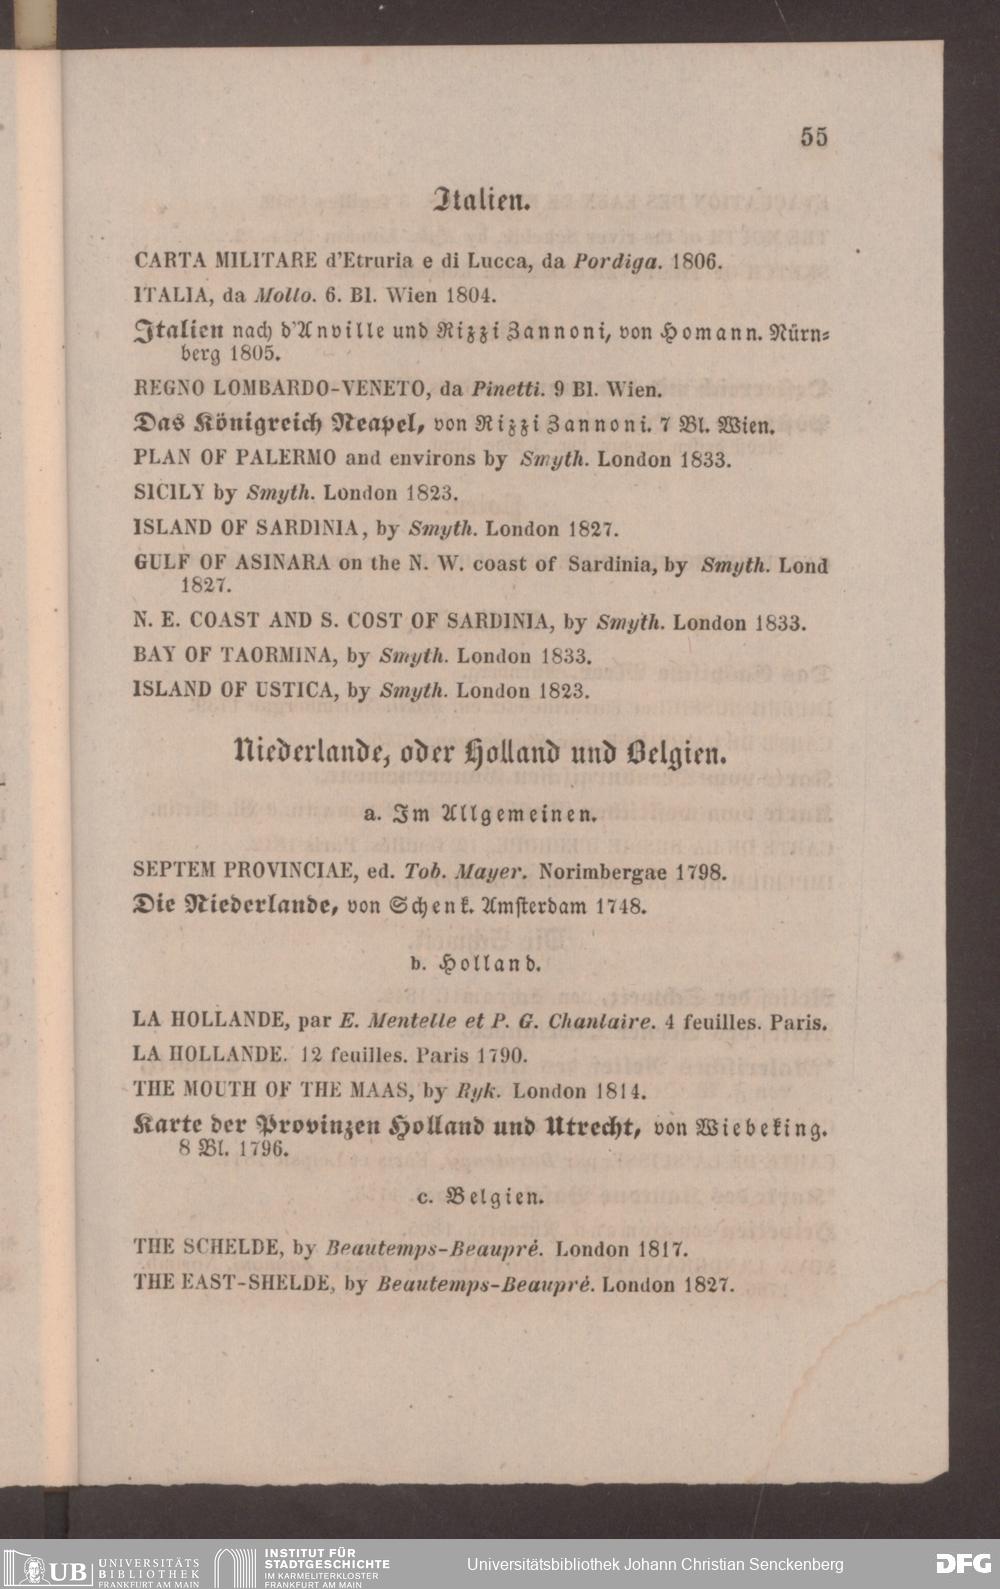 55
Italien.
CARTA MILITARE d'Etruria e di Lucca, da Pordiga. 1806.
ITALIA, da Mollo. 6. Bl. Wien 1804.
Italien nach d'Anville und Rizzi Zannoni, von Homann. Nürn-
berg 1805.
REGNO LOMBARDO-VENETO, da Pinetti. 9 Bl. Wien.
Das Königreich Neapel, von Rizzi Zannoni. 7 Bl. Wien.
PLAN OF PALERMO and environs by Smyth. London 1833.
SICILY by Smyth. London 1823.
ISLAND OF SARDINIA, by Smyth. London 1827.
GULF OF ASINARA on the N. W. coast of Sardinia, by Smyth. Lond
1827.
N. E. COAST AND S. COST OF SARDINIA, by Smyth. London 1833.
BAY OF TAORMINA, by Smyth. London 1833.
ISLAND OF USTICA, by Smyth. London 1823.
Niederlande, oder Holland und Belgien.
a. Im Allgemeinen.
SEPTEM PROVINCIAE, ed. Tob. Mayer. Norimbergae 1798.
Die Niederlande, von Schenk. Amsterdam 1748.
b. Holland.
LA HOLLANDE, par E. Mentelle et P. G. Chanlaire. 4 feuilles. Paris.
LA HOLLANDE. 12 feuilles. Paris 1790.
THE MOUTH OF THE MAAS, by Ryk. London 1814.
Karte der Provinzen Holland und Utrecht, von Wiebeking.
8 Bl. 1796.
c. Belgien.
THE SCHELDE, by Beautemps-Beaupré. London 1817.
THE EAST-SHELDE, by Beautemps-Beaupré. London 1827.
UB UNIVERSITÄTS
BIBLIOTHEK
FRANKFURT AM MAIN
INSTITUT FÜR
STADTGESCHICHTE
IM KARMELITERKLOSTER
FRANKFURT AM MAIN
Universitätsbibliothek Johann Christian Senckenberg
DFG